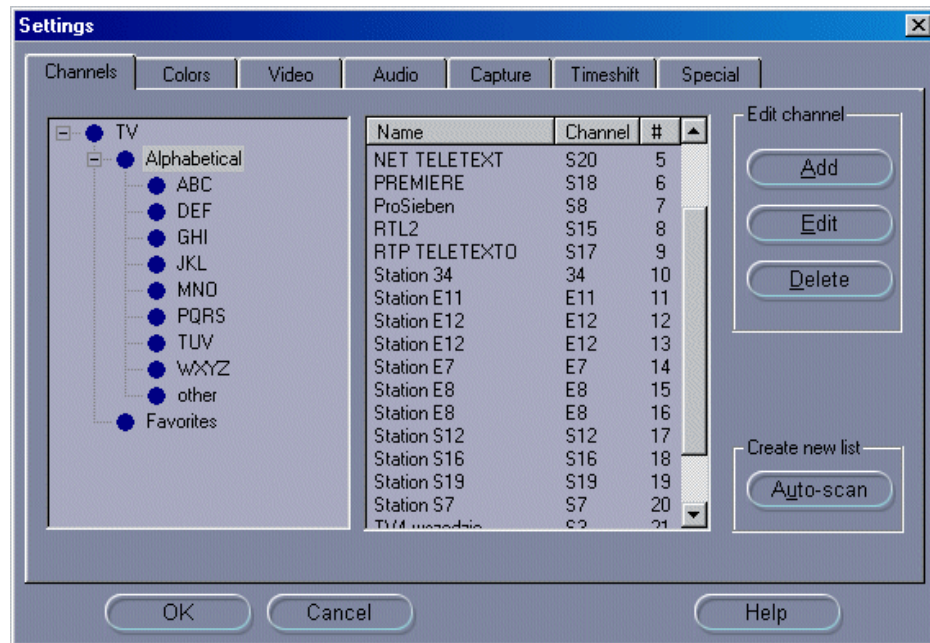 Settings
Channels Colors Video Audio Capture Timeshift Special
TV
Alphabetical
ABC
DEF
GHI
JKL
MNO
PQRS
TUV
WXYZ
other
Favorites
Name Channel #
NET TELETEXT S20 5
PREMIERE S18 6
ProSieben S8 7
RTL2 S15 8
RTP TELETEXTO S17 9
Station 34 34 10
Station E11 E11 11
Station E12 E12 12
Station E12 E12 13
Station E7 E7 14
Station E8 E8 15
Station E8 E8 16
Station S12 S12 17
Station S16 S16 18
Station S19 S19 19
Station S7 S7 20
Edit channel
Add
Edit
Delete
Create new list
Auto-scan
OK Cancel Help